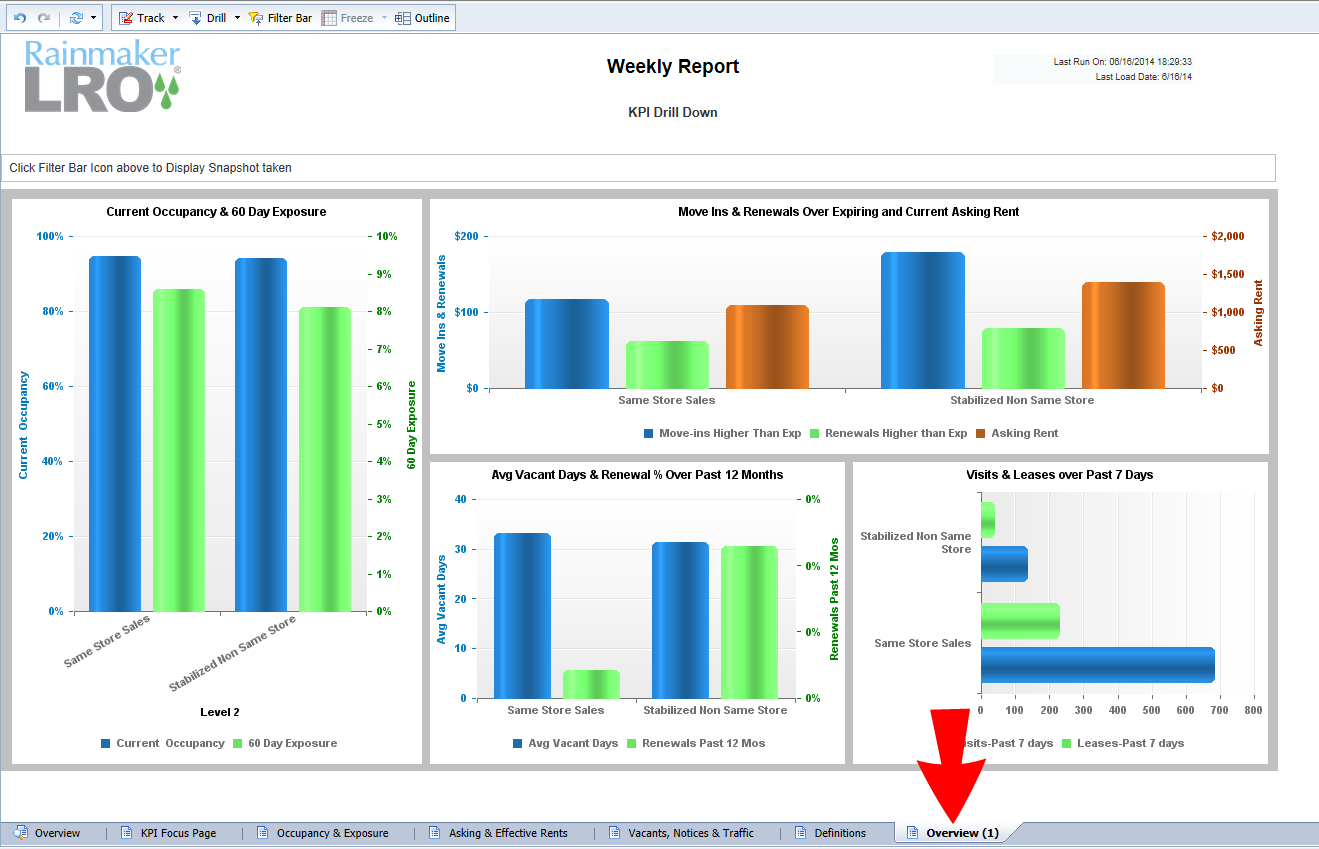 Track Drill Filter Bar Freeze Outline
Rainmaker
LRO®
Weekly Report
KPI Drill Down
Last Run On: 06/16/2014 18:29:33
Last Load Date: 6/16/14
Click Filter Bar Icon above to Display Snapshot taken
Current Occupancy & 60 Day Exposure
100%
80%
60%
40%
20%
0%
Current Occupancy
10%
9%
8%
7%
6%
5%
4%
3%
2%
1%
0%
60 Day Exposure
Same Store Sales
Stabilized Non Same Store
Level 2
Current Occupancy 60 Day Exposure
Move Ins & Renewals Over Expiring and Current Asking Rent
$200
$100
$0
Move Ins & Renewals
$2,000
$1,500
$1,000
$500
$0
Asking Rent
Same Store Sales Stabilized Non Same Store
Move-ins Higher Than Exp Renewals Higher than Exp Asking Rent
Avg Vacant Days & Renewal % Over Past 12 Months
40
30
20
10
0
Avg Vacant Days
0%
0%
0%
0%
Renewals Past 12 Mos
Same Store Sales Stabilized Non Same Store
Avg Vacant Days Renewals Past 12 Mos
Visits & Leases over Past 7 Days
Stabilized Non Same
Store
Same Store Sales
0 100 200 300 400 500 600 700 800
sits-Past 7 days Leases-Past 7 days
Overview KPI Focus Page Occupancy & Exposure Asking & Effective Rents Vacants, Notices & Traffic Definitions Overview (1)